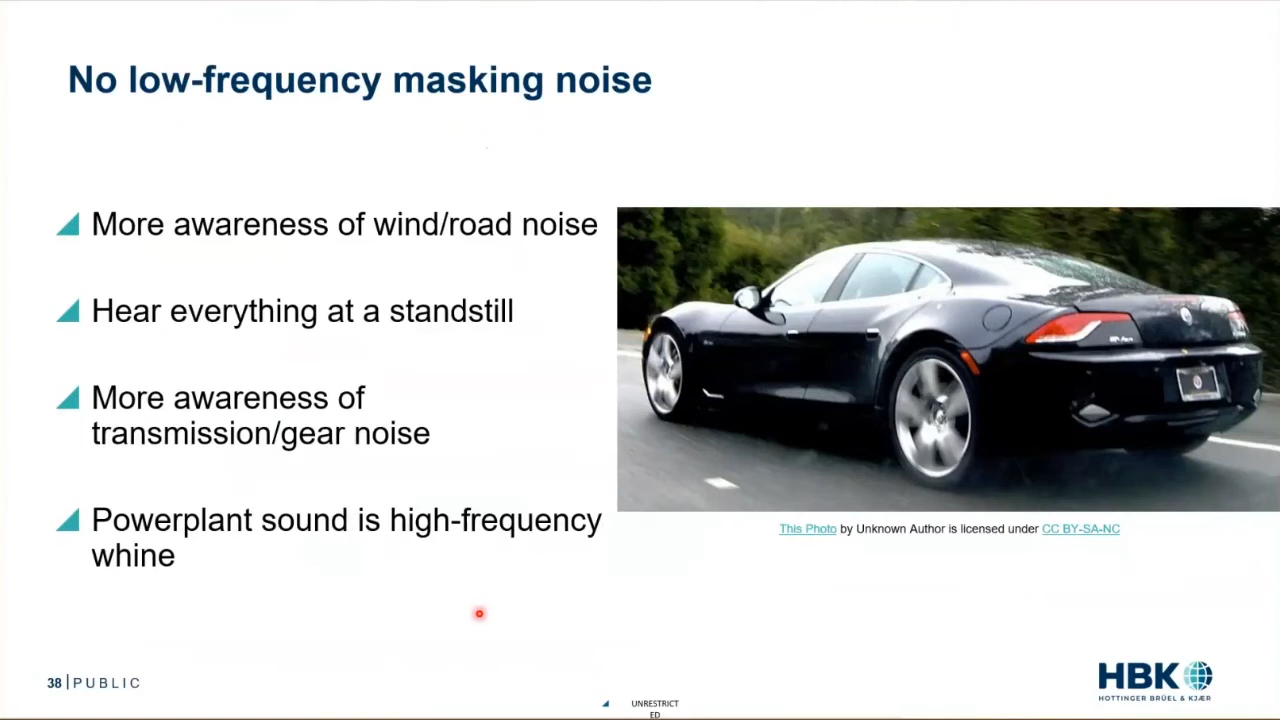 No low-frequency masking noise
More awareness of wind/road noise
Hear everything at a standstill
More awareness of
transmission/gear noise
Powerplant sound is high-frequency
whine
This Photo by Unknown Author is licensed under CC BY-SA-NC
38 | PUBLIC
HBK
HOTTINGER BRÜEL & KJÆR
UNRESTRICT
ED